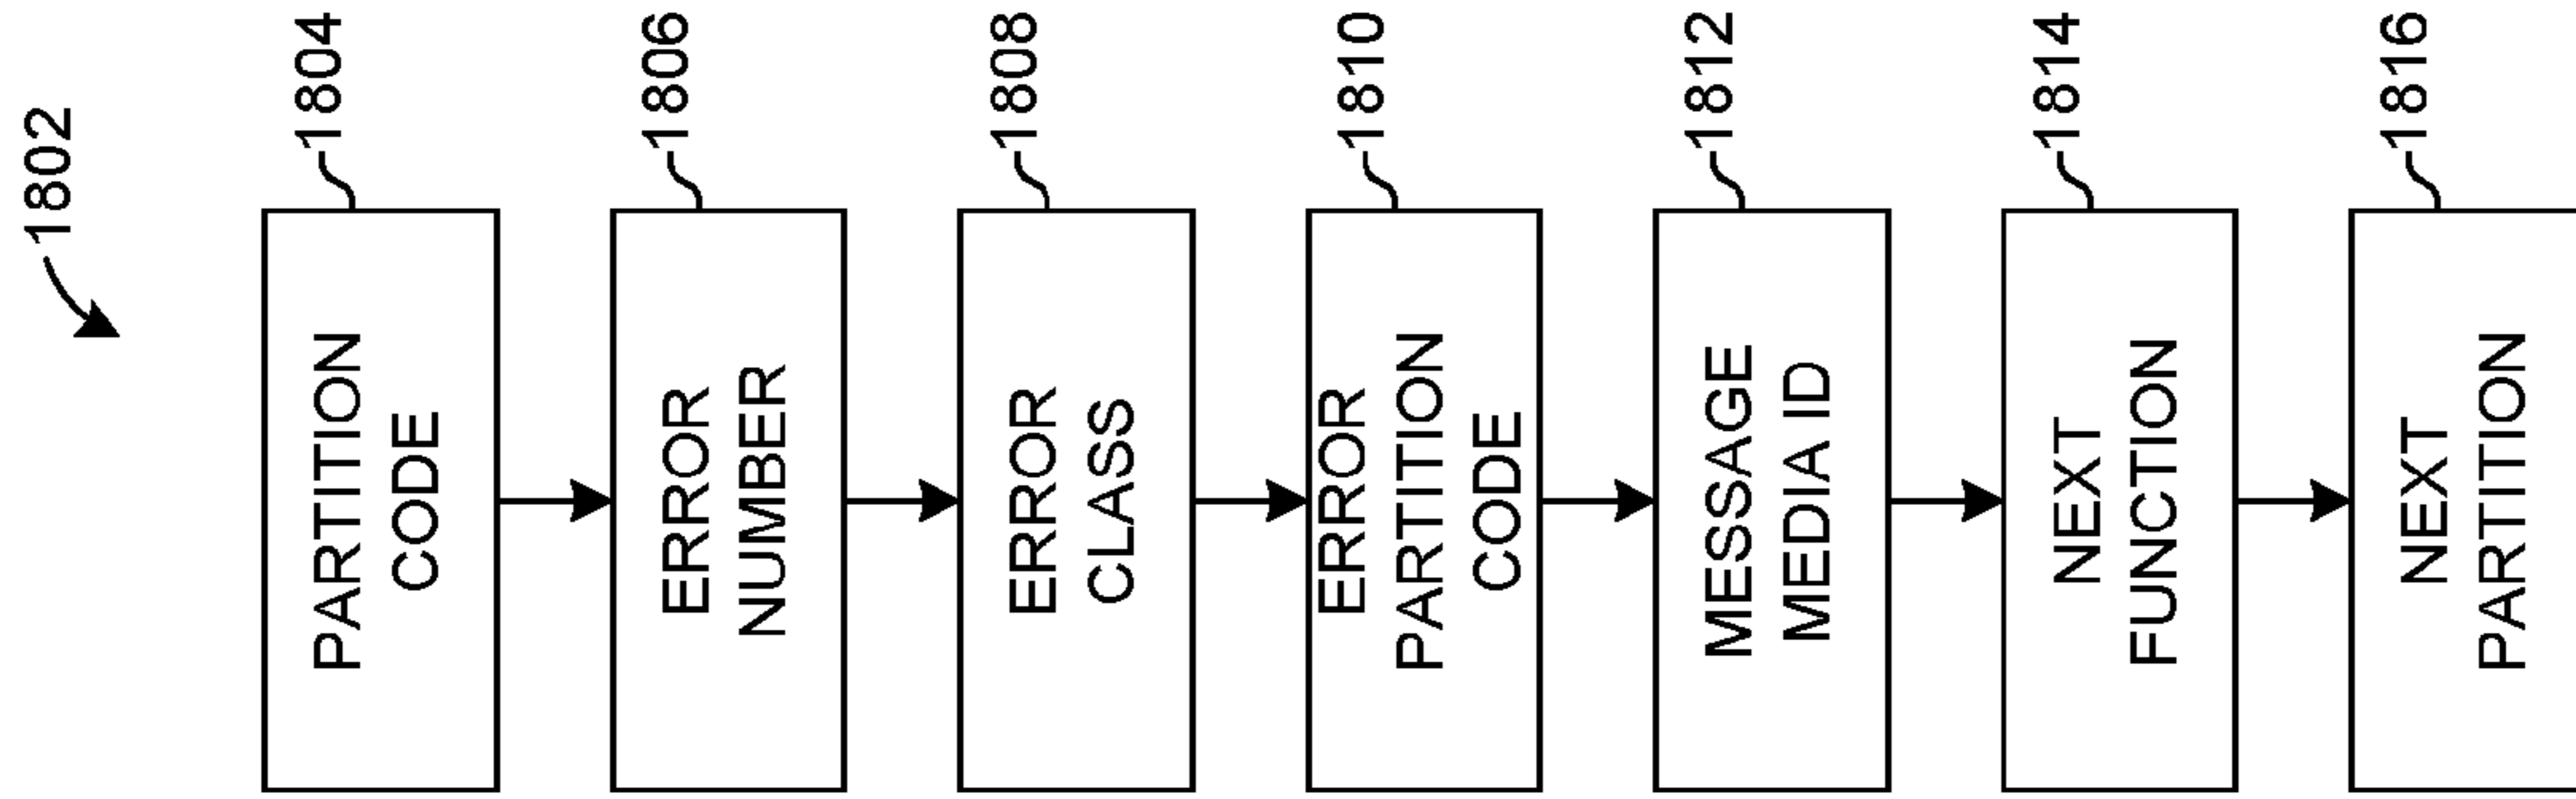 1802
PARTITION
CODE
1804
ERROR
NUMBER
1806
ERROR
CLASS
1808
ERROR
PARTITION
CODE
1810
MESSAGE
MEDIA ID
1812
NEXT
FUNCTION
1814
NEXT
PARTITION
1816